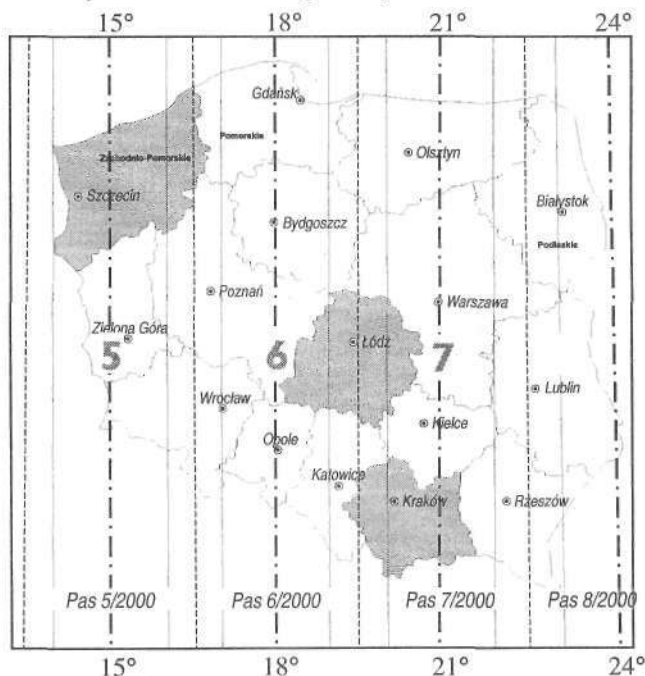 15° 18° 21° 24°
Gdańsk
Pomorskie
Zachodnio-Pomorskie
Olsztyn
Szczecin
Białystok
Bydgoszcz
Podlaskie
Poznań
Warszawa
Zielona Góra
Łódź
5 6 7
Lublin
Wrocław
Kielce
Opole
Katowice
Kraków
Rzeszów
Pas 5/2000 Pas 6/2000 Pas 7/2000 Pas 8/2000
15° 18° 21° 24°